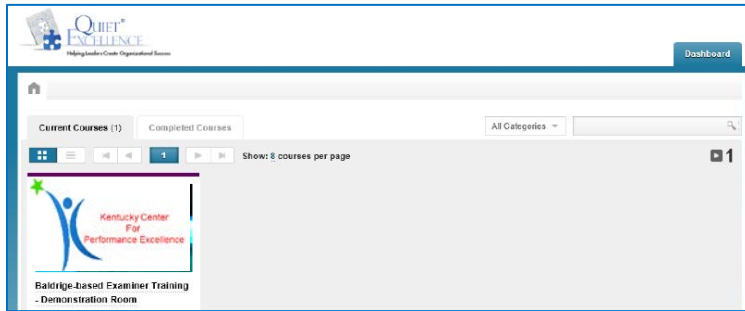 QUIET®
EXCELLENCE
Helping Leaders Create Organizational Success
Dashboard
Current Courses (1)
Completed Courses
All Categories
1
Show: 8 courses per page
1
Kentucky Center
For
Performance Excellence
Baldrige-based Examiner Training
- Demonstration Room